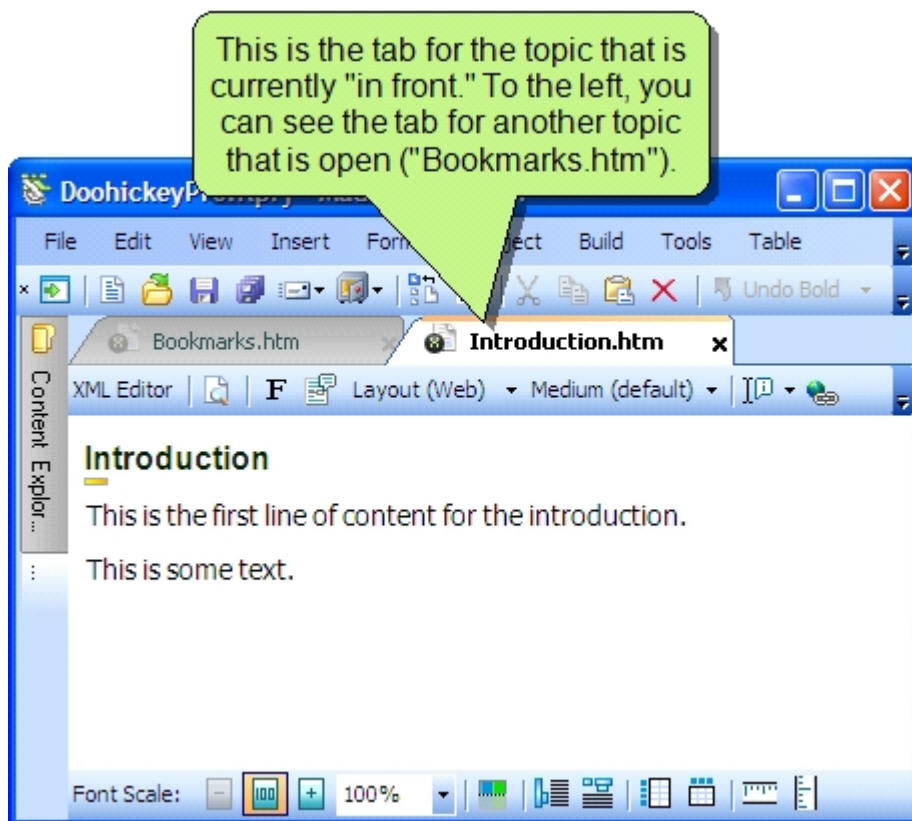 This is the tab for the topic that is
currently "in front." To the left, you
can see the tab for another topic
that is open ("Bookmarks.htm").
File Edit View Insert Build Tools Table
Undo Bold
Bookmarks.htm Introduction.htm
Content Explor...
XML Editor F Layout (Web) Medium (default)
Introduction
This is the first line of content for the introduction.
This is some text.
Font Scale: 100 100%